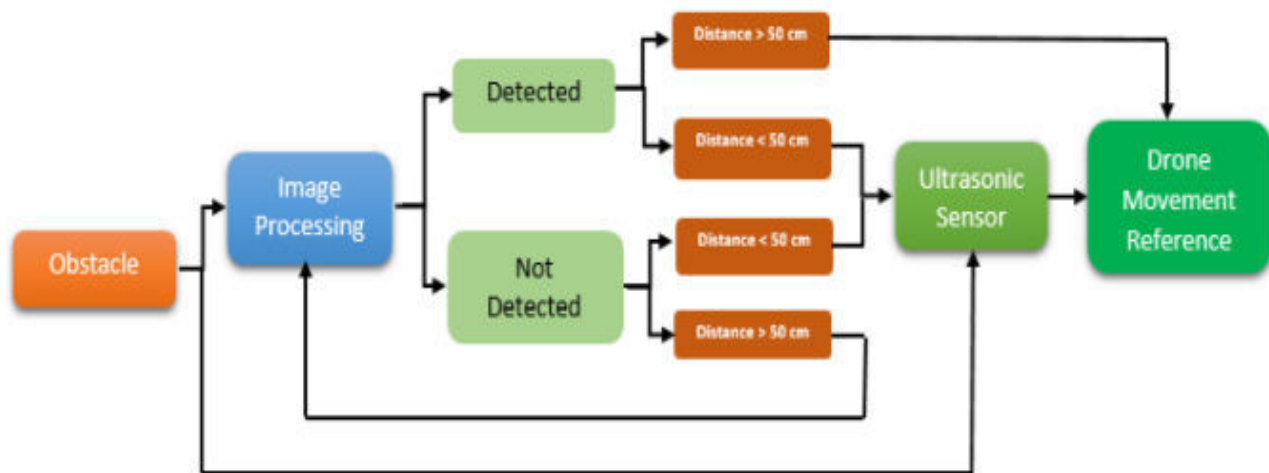 Obstacle
Image
Processing
Detected
Not
Detected
Distance > 50 cm
Distance < 50 cm
Distance < 50 cm
Distance > 50 cm
Ultrasonic
Sensor
Drone
Movement
Reference